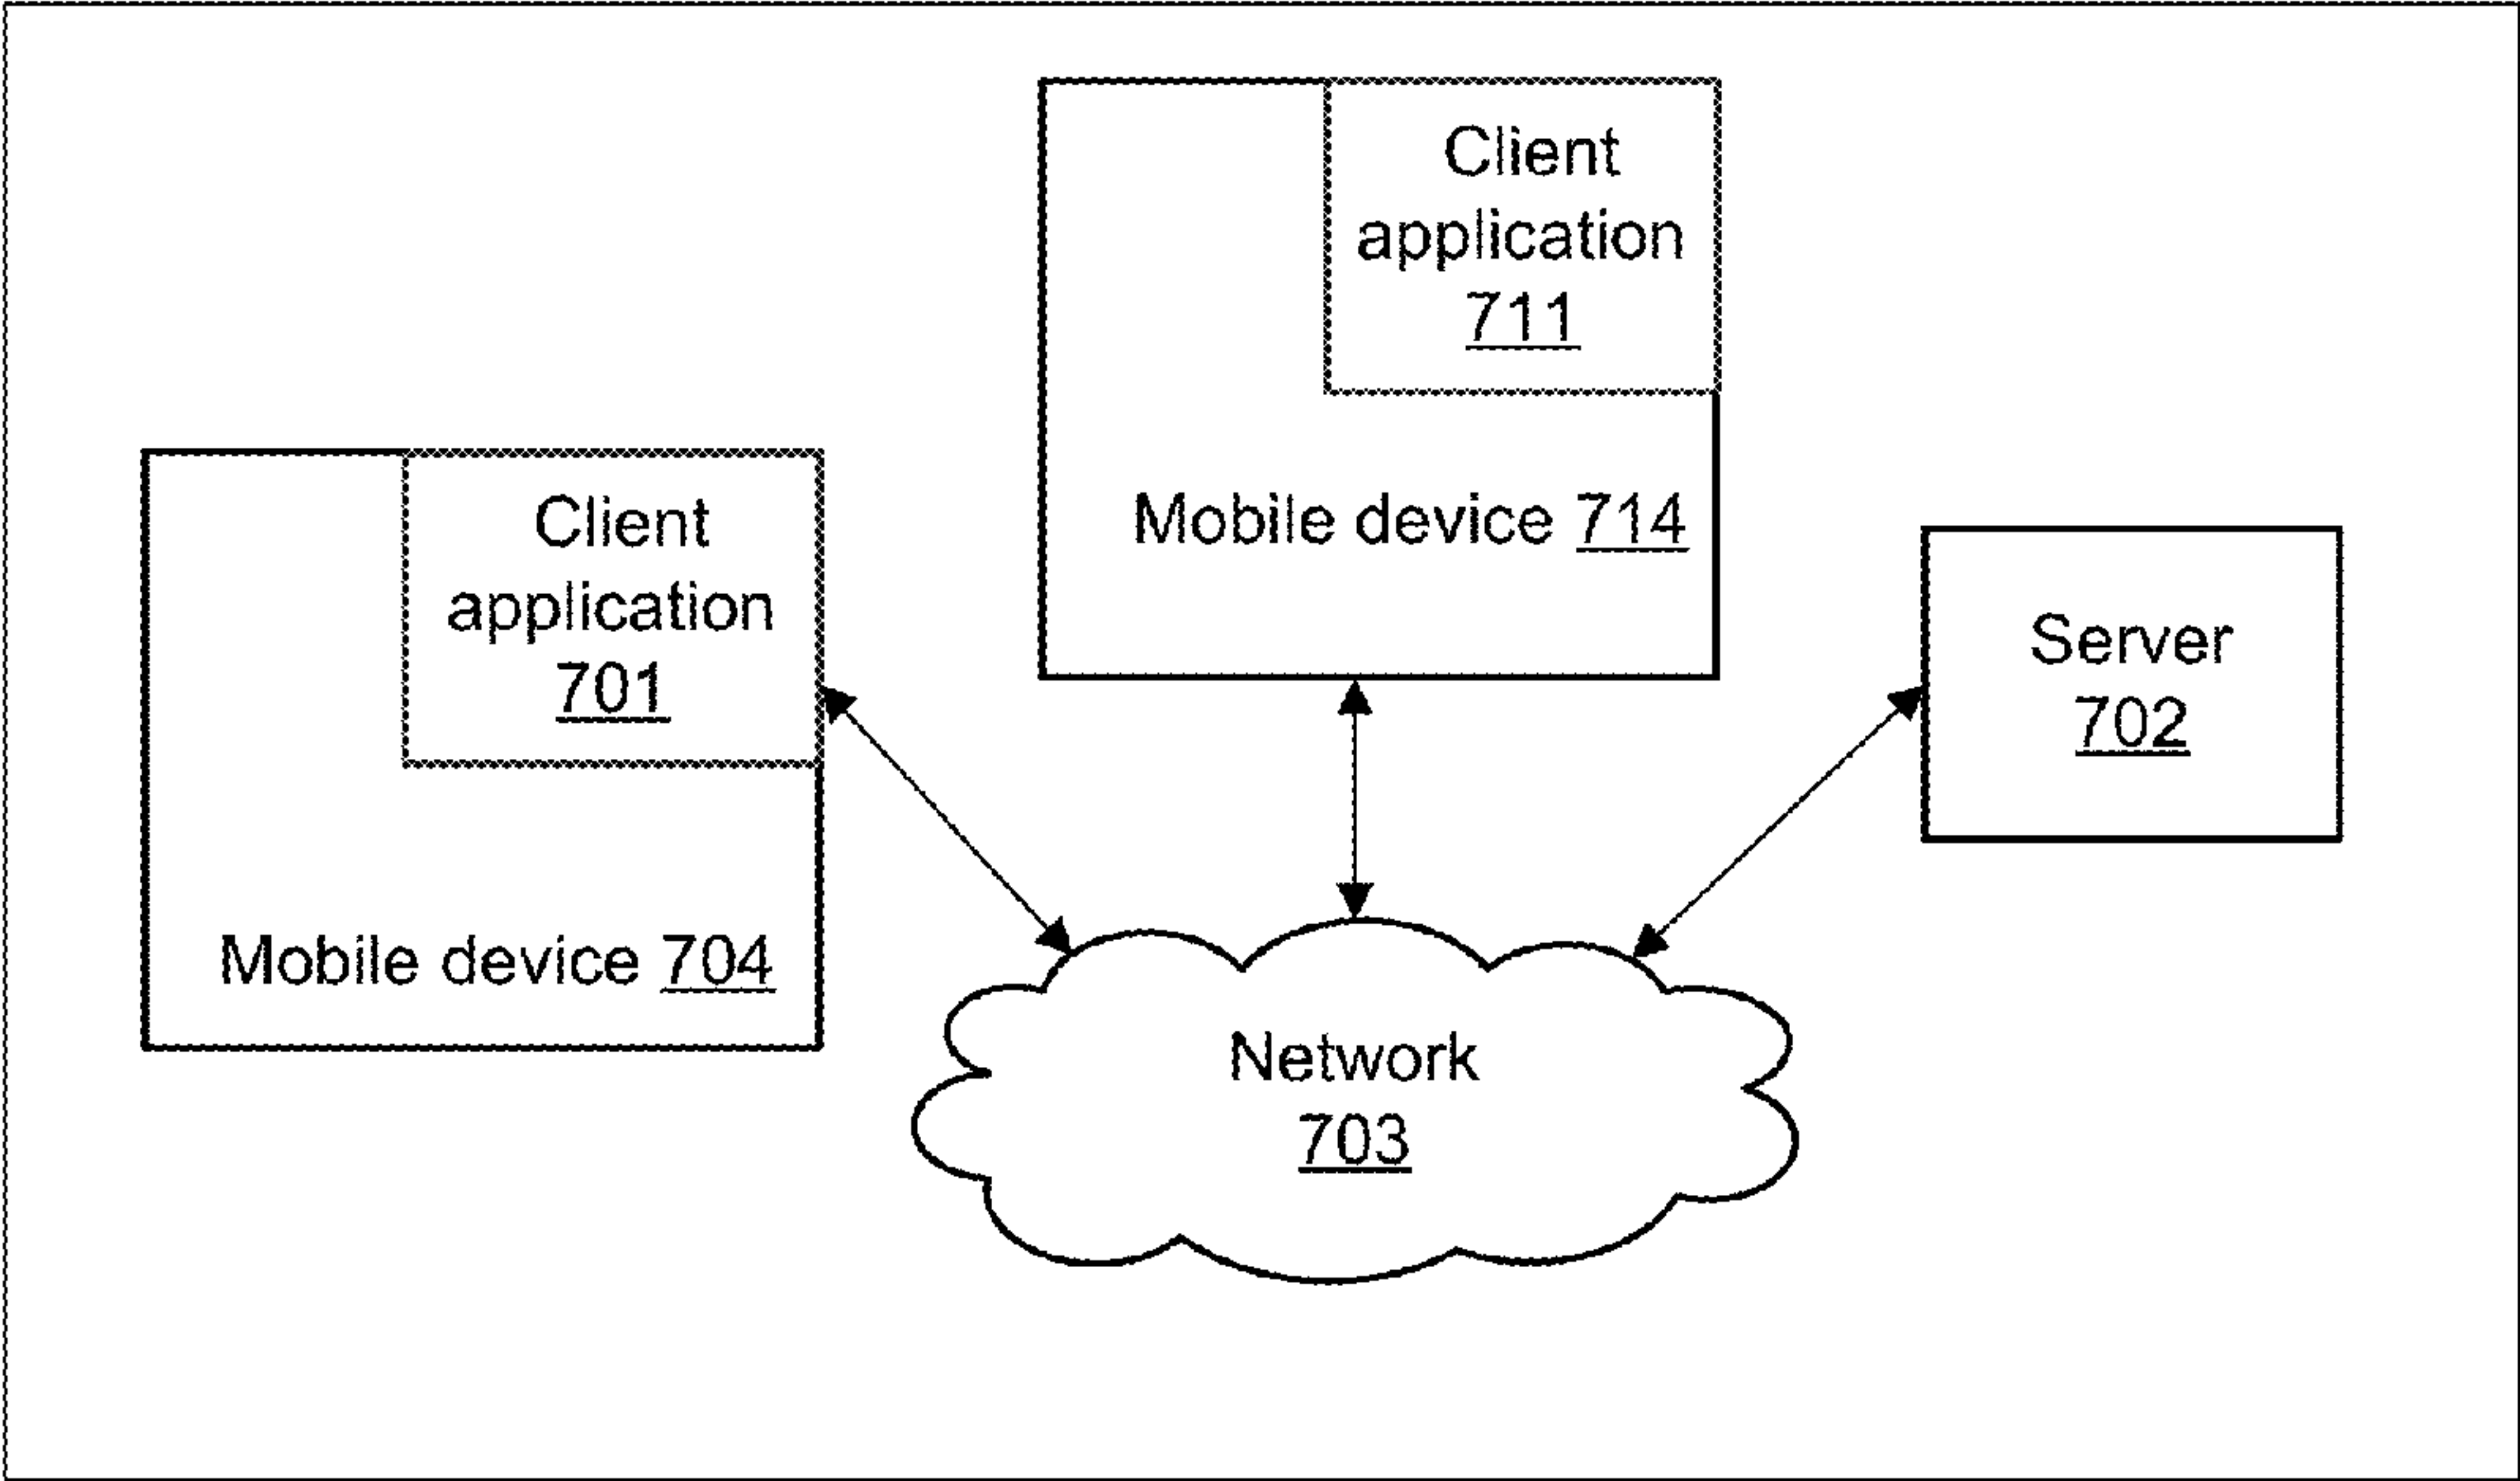 Client
application
711
Mobile device 714
Client
application
701
Mobile device 704
Server
702
Network
703